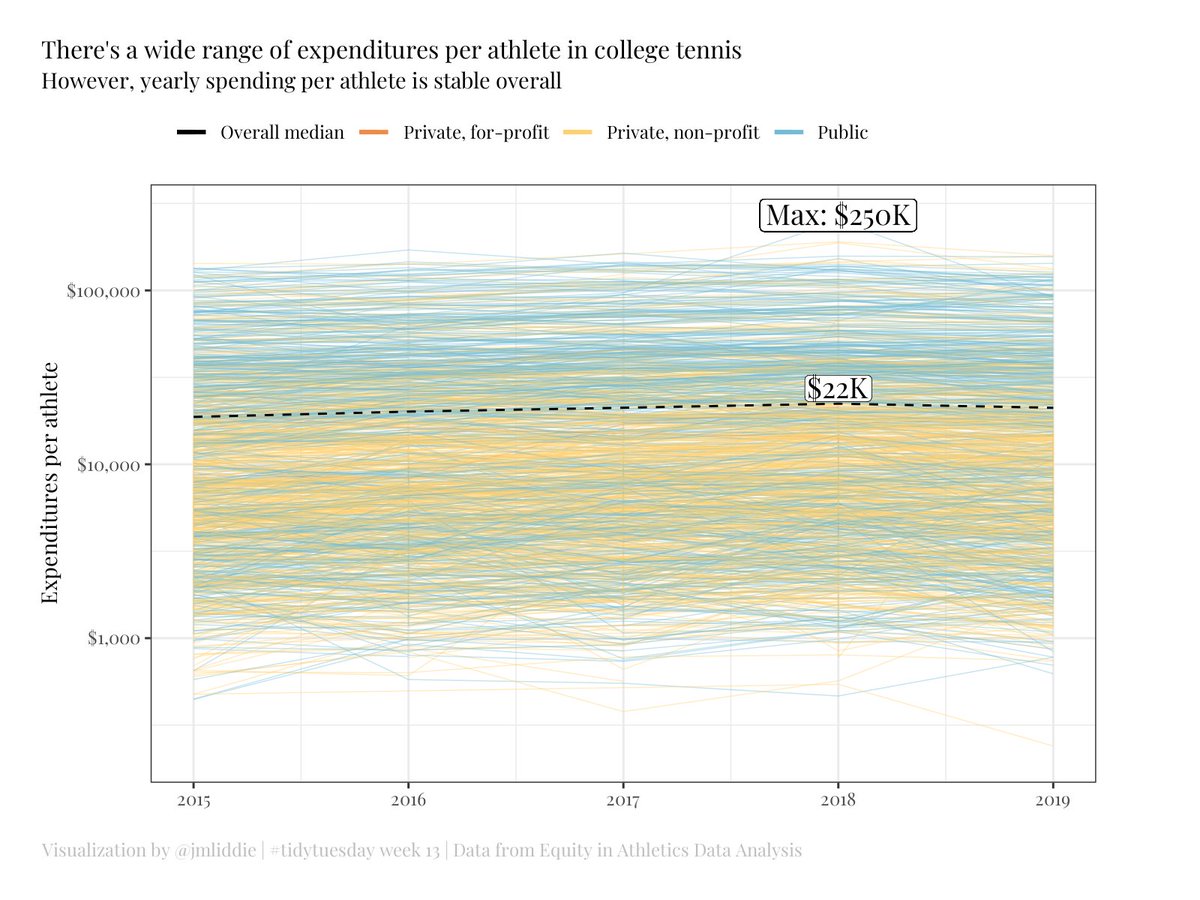 There's a wide range of expenditures per athlete in college tennis
However, yearly spending per athlete is stable overall
Overall median Private, for-profit Private, non-profit Public
Max: $250K
$100,000
$22K
$10,000
$1,000
Expenditures per athlete
2015 2016 2017 2018 2019
Visualization by @jmliddie | #tidytuesday week 13 | Data from Equity in Athletics Data Analysis